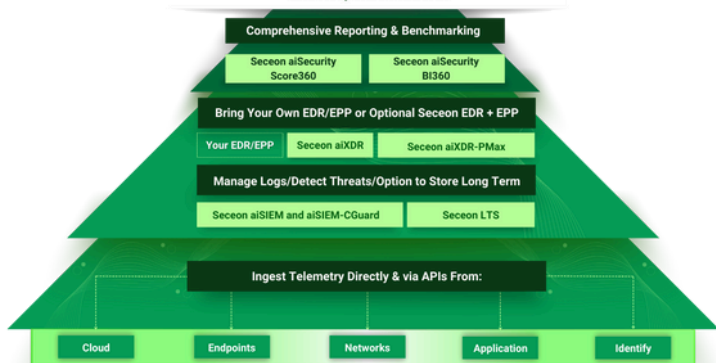 Comprehensive Reporting & Benchmarking
Seceon aiSecurity
Score360
Seceon aiSecurity
BI360
Bring Your Own EDR/EPP or Optional Seceon EDR + EPP
Your EDR/EPP
Seceon aiXDR
Seceon aiXDR-PMax
Manage Logs/Detect Threats/Option to Store Long Term
Seceon aiSIEM and aiSIEM-CGuard
Seceon LTS
Ingest Telemetry Directly & via APIs From:
Cloud
Endpoints
Networks
Application
Identify